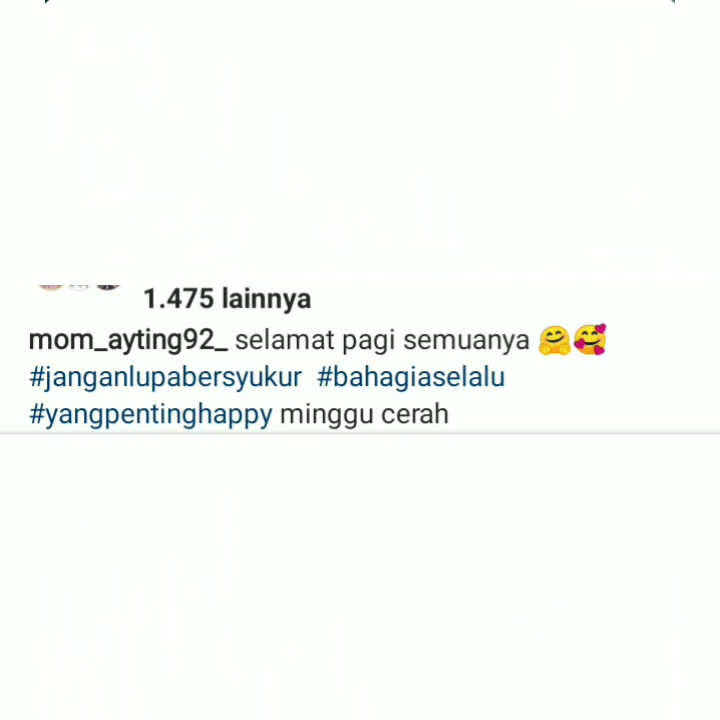 1.475 lainnya
mom_ayting92_ selamat pagi semuanya 🤗🥰
#janganlupabersyukur #bahagiaselalu
#yangpentinghappy minggu cerah